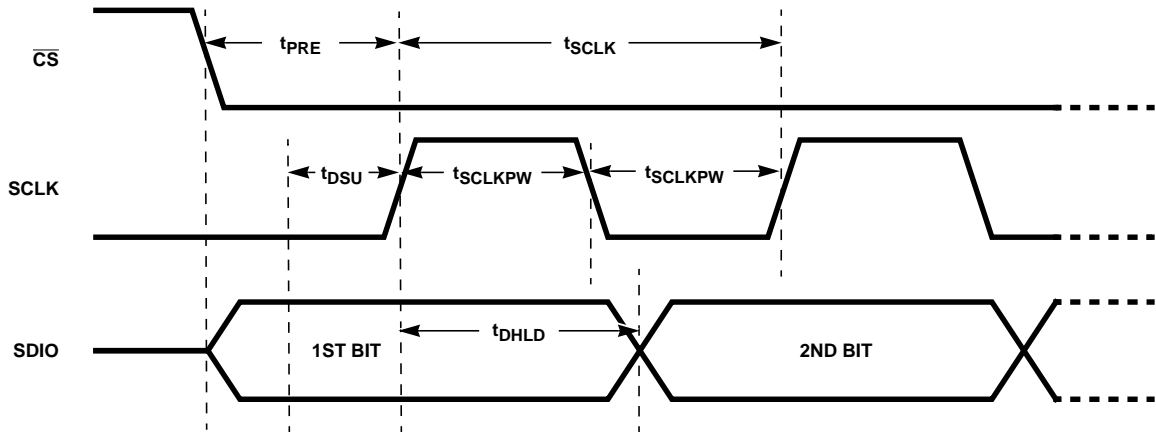 CS
tPRE
tSCLK
SCLK
tDSU
tSCLKPW
tSCLKPW
SDIO
1ST BIT
tDHLD
2ND BIT